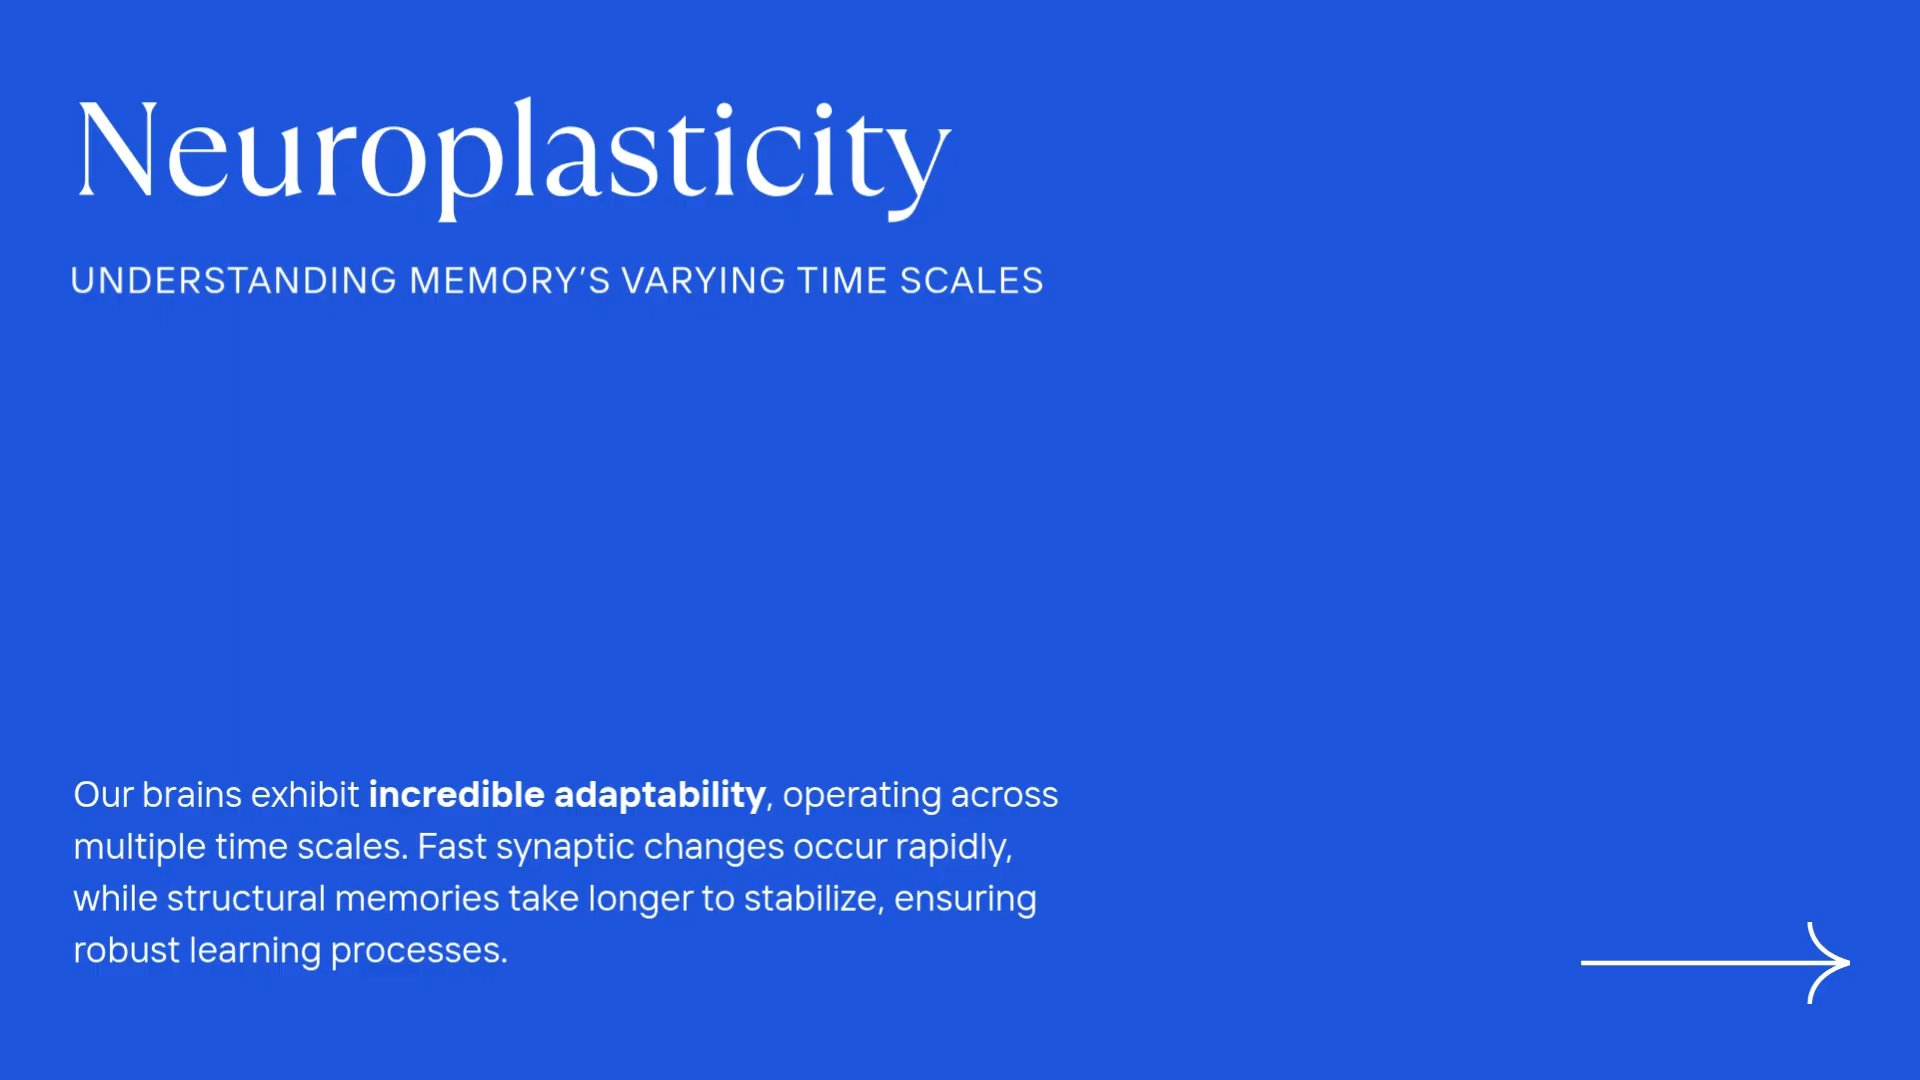 Neuroplasticity
UNDERSTANDING MEMORY’S VARYING TIME SCALES
Our brains exhibit incredible adaptability, operating across
multiple time scales. Fast synaptic changes occur rapidly,
while structural memories take longer to stabilize, ensuring
robust learning processes.